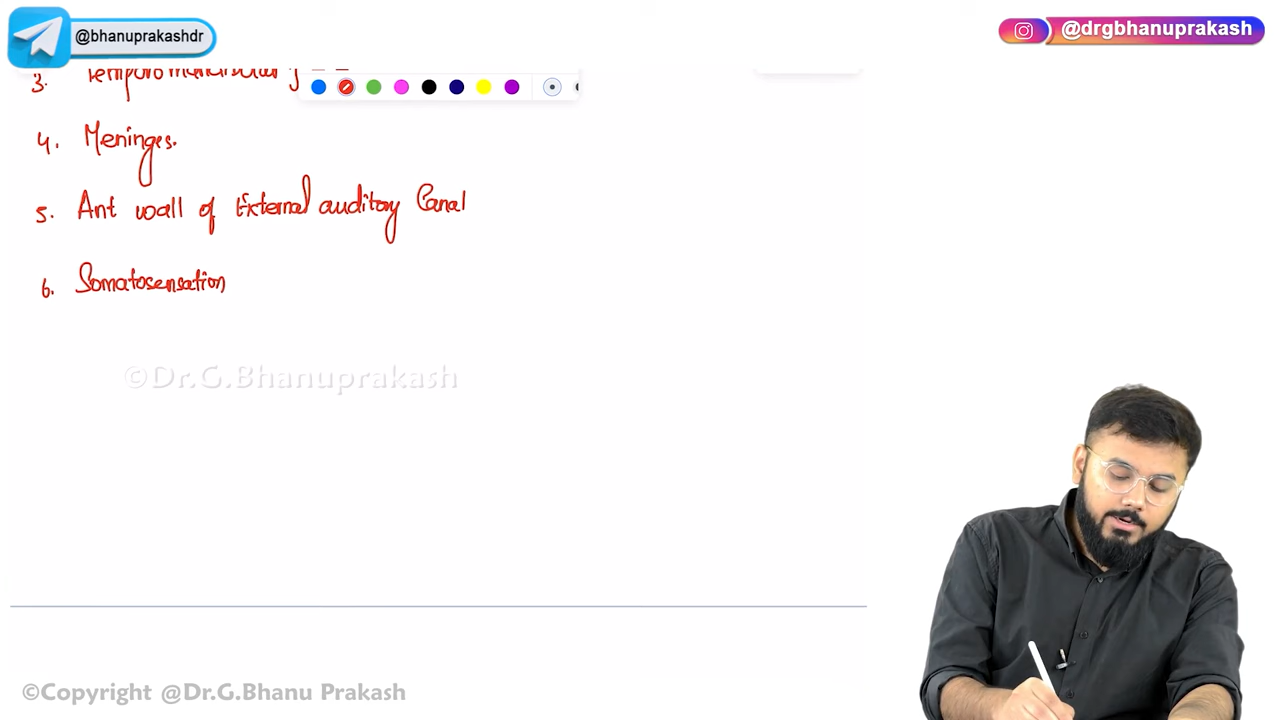 @bhanuprakashdr
@drgbhanuprakash
3.
4. Meninges.
5. Ant wall of External auditory Canal
6. Somatosensation
©Dr.G.Bhanuprakash
©Copyright @Dr.G.Bhanu Prakash